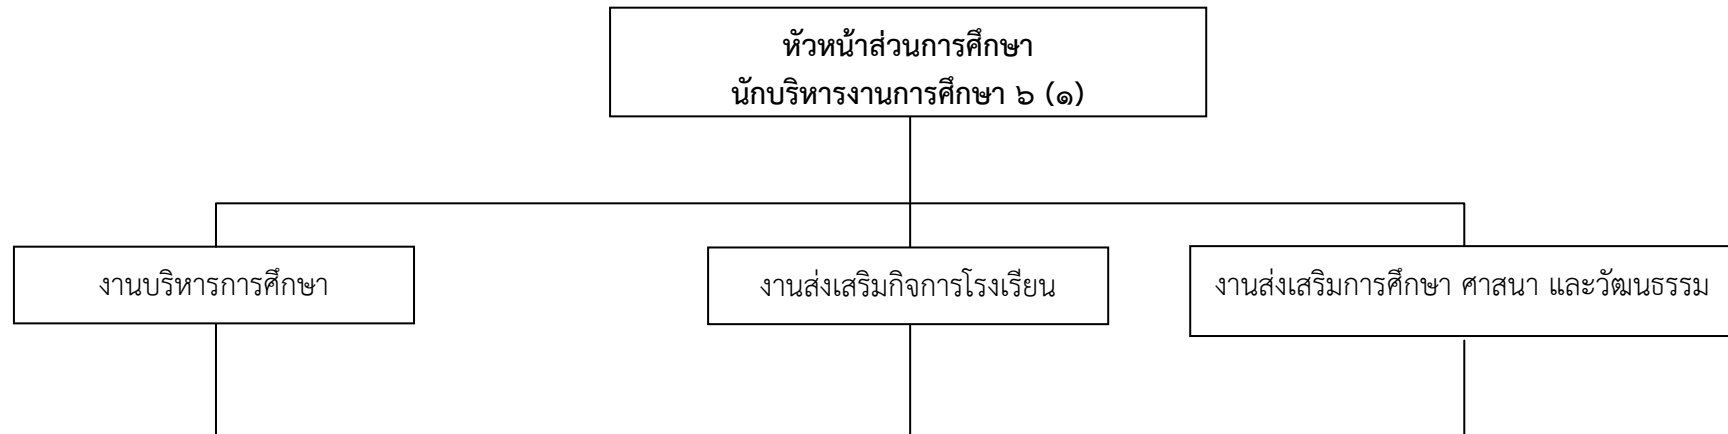 หัวหน้าส่วนการศึกษา
นักบริหารงานการศึกษา ๖ (๑)
งานบริหารการศึกษา
งานส่งเสริมกิจการโรงเรียน
งานส่งเสริมการศึกษา ศาสนา และวัฒนธรรม